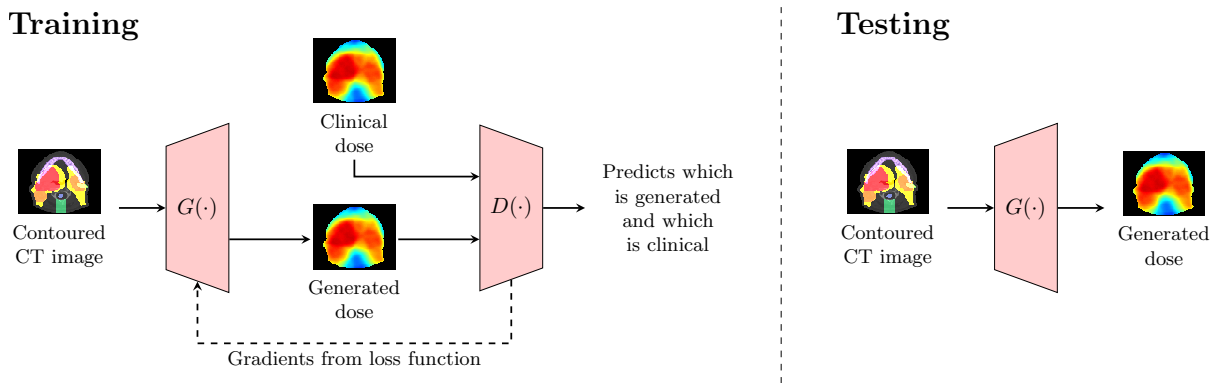 Training
Clinical
dose
Contoured
CT image
G(·)
Generated
dose
D(·)
Predicts which
is generated
and which
is clinical
Gradients from loss function
Testing
Contoured
CT image
G(·)
Generated
dose